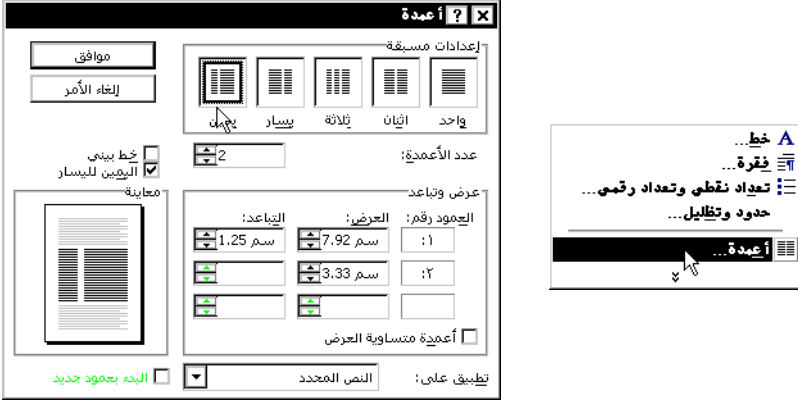 خط...
فقرة...
تعداد نقطي وتعداد رقمي...
حدود وتظليل...
أعمدة...
أعمدة
إعدادات مسبقة
واحد اثنان ثلاثة يسار يمين
موافق
إلغاء الأمر
عدد الأعمدة: 2
خط بيني
اليمين لليسار
عرض وتباعد
العمود رقم: العرض: التباعد:
١: 7.92 سم 1.25 سم
٢: 3.33 سم
أعمدة متساوية العرض
معاينة
تطبيق على: النص المحدد
البدء بعمود جديد